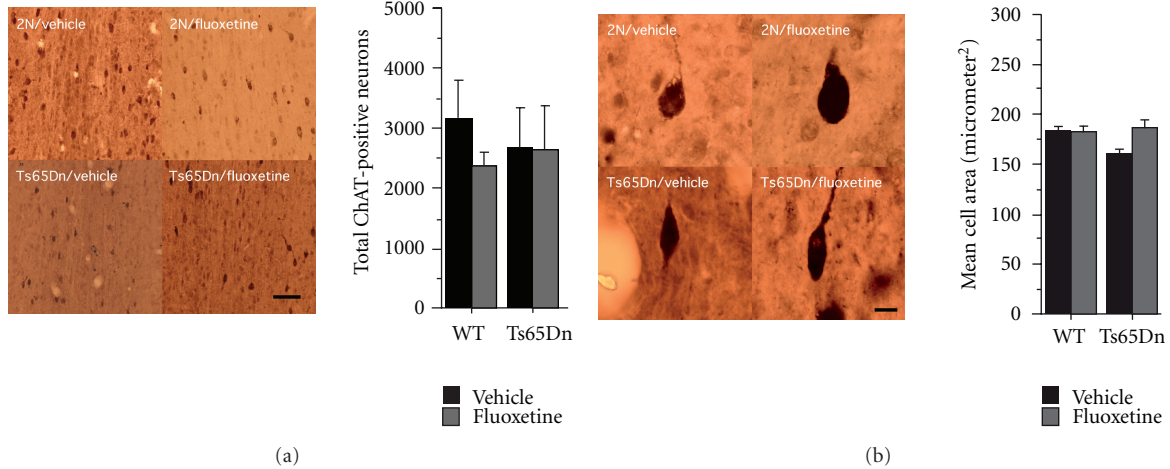 2N/vehicle
2N/fluoxetine
Ts65Dn/vehicle
Ts65Dn/fluoxetine
Total ChAT-positive neurons
5000
4000
3000
2000
1000
0
WT
Ts65Dn
Vehicle
Fluoxetine
(a)
2N/vehicle
2N/fluoxetine
Ts65Dn/vehicle
Ts65Dn/fluoxetine
Mean cell area (micrometer²)
300
250
200
150
100
50
0
WT
Ts65Dn
Vehicle
Fluoxetine
(b)